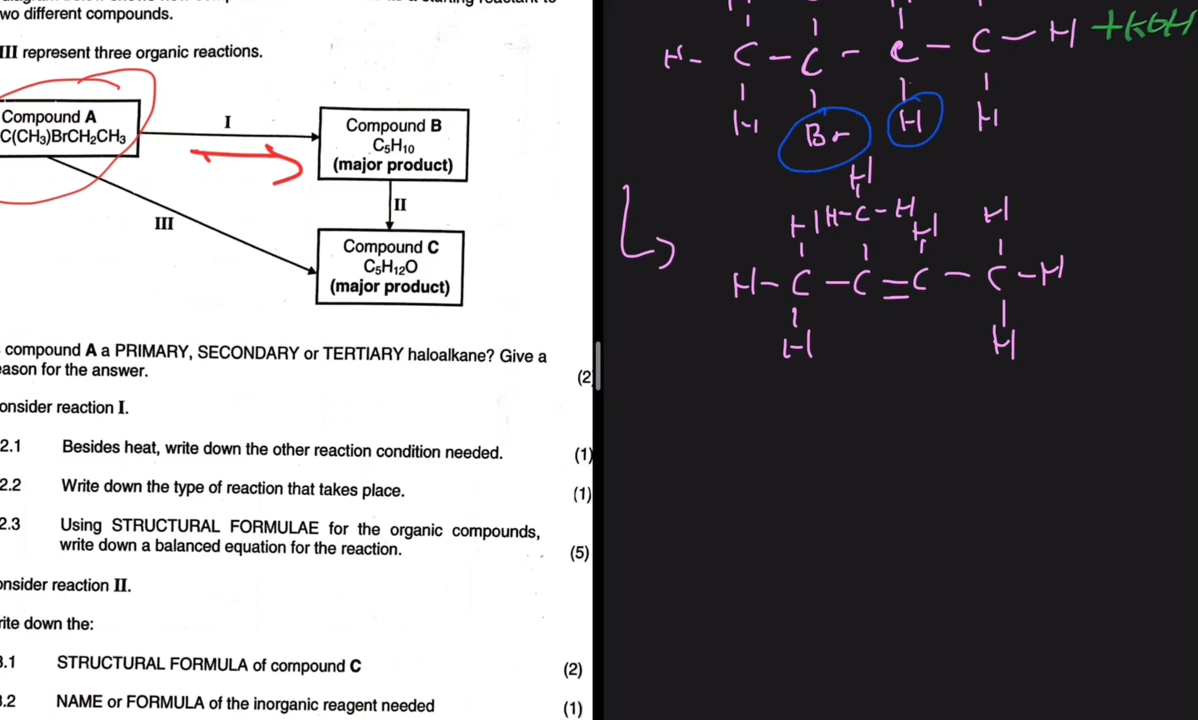 wo different compounds.
III represent three organic reactions.
Compound A
C(CH₃)BrCH₂CH₃
I
Compound B
C₅H₁₀
(major product)
II
III
Compound C
C₅H₁₂O
(major product)
compound A a PRIMARY, SECONDARY or TERTIARY haloalkane? Give a
eason for the answer.
(2
onsider reaction I.
2.1 Besides heat, write down the other reaction condition needed. (1)
2.2 Write down the type of reaction that takes place. (1)
2.3 Using STRUCTURAL FORMULAE for the organic compounds,
write down a balanced equation for the reaction. (5)
onsider reaction II.
rite down the:
3.1 STRUCTURAL FORMULA of compound C (2)
3.2 NAME or FORMULA of the inorganic reagent needed (1)
H - C - C - C - C - H +KOH
H Br H H
H
H H-C-H H H
H - C - C = C - C - H
H H